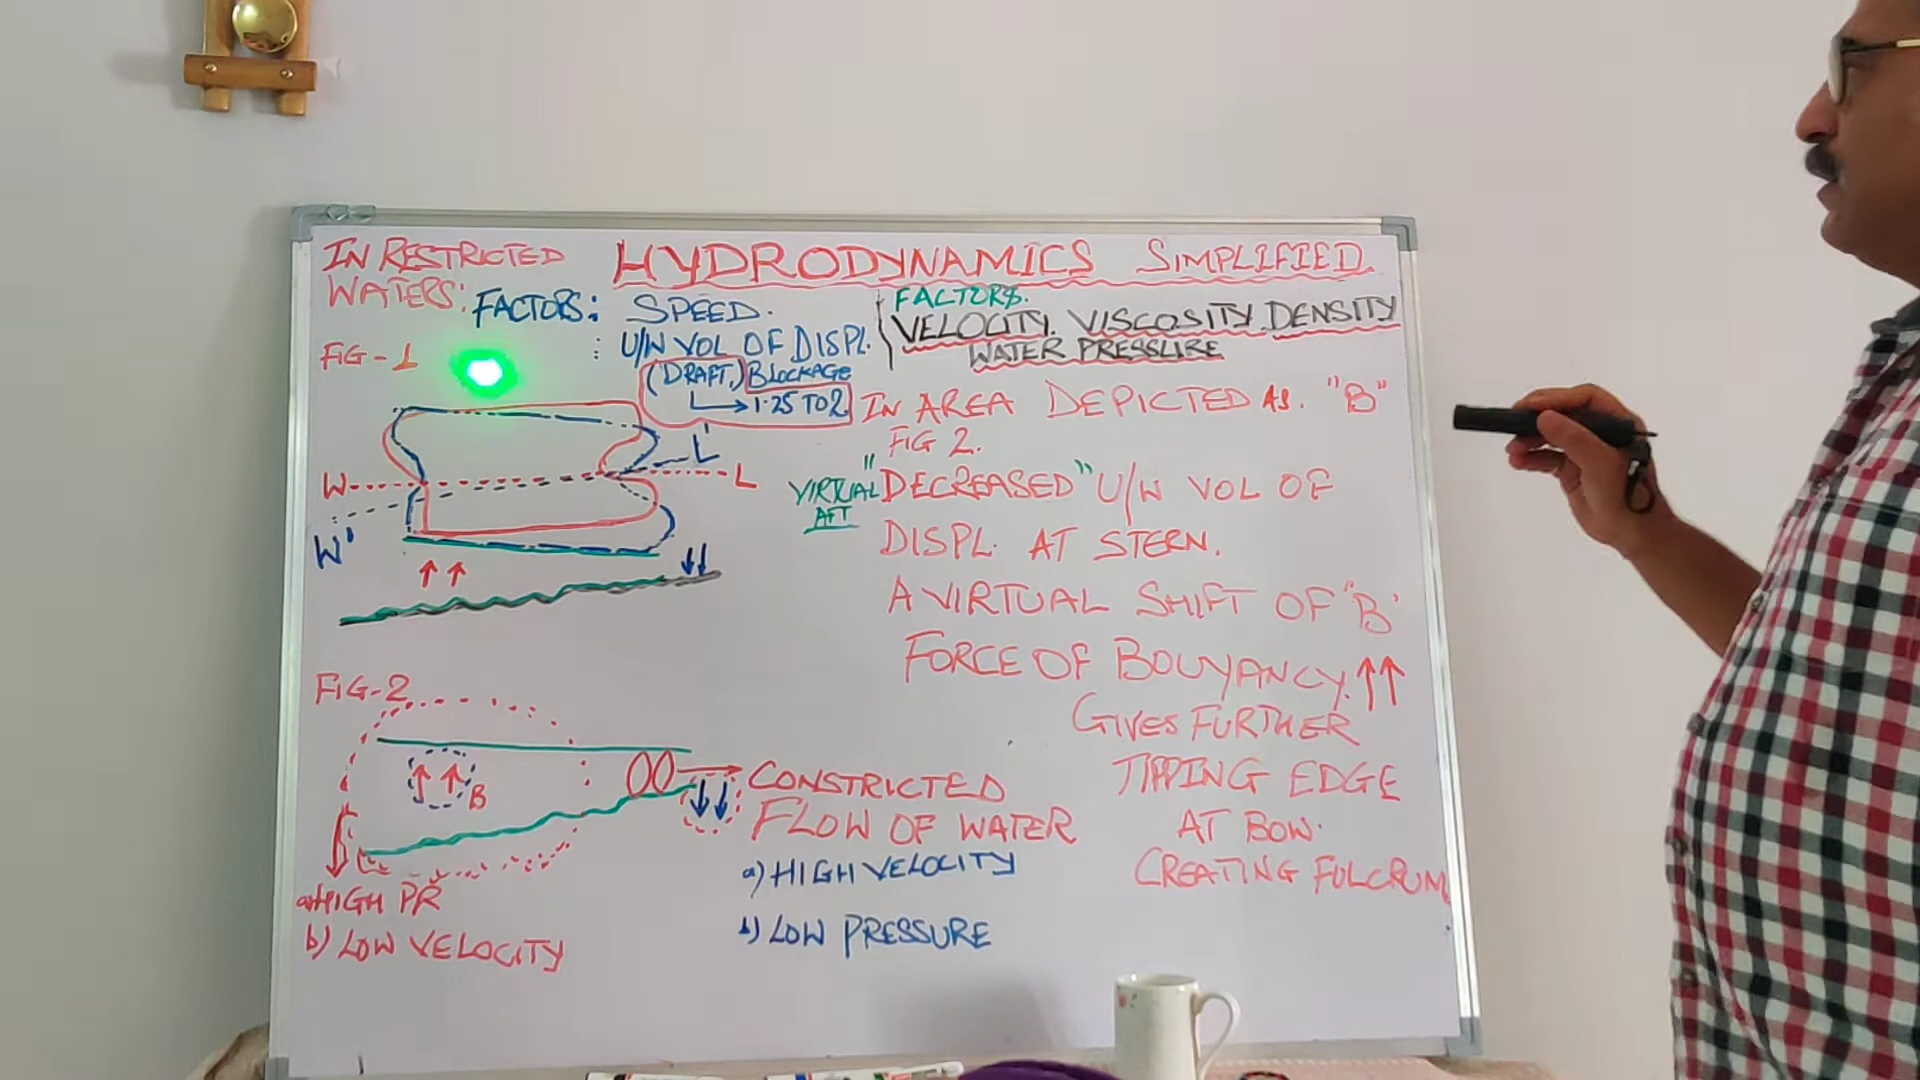 IN RESTRICTED
WATERS:
HYDRODYNAMICS SIMPLIFIED
FACTORS: SPEED.
: U/W VOL OF DISPL.
(DRAFT,) BLOCKAGE
1.25 TO 2
FACTORS.
VELOCITY. VISCOSITY. DENSITY
WATER PRESSURE
FIG-1
W L
W' L'
IN AREA DEPICTED AS. "B"
FIG 2.
VIRTUAL "DECREASED" U/W VOL OF
AFT
DISPL. AT STERN.
A VIRTUAL SHIFT OF "B'
FORCE OF BOUYANCY.
GIVES FURTHER
TIPPING EDGE
AT BOW.
CREATING FULCRUM
FIG-2
B
CONSTRICTED
FLOW OF WATER
a) HIGH VELOCITY
b) LOW PRESSURE
a) HIGH PR
b) LOW VELOCITY